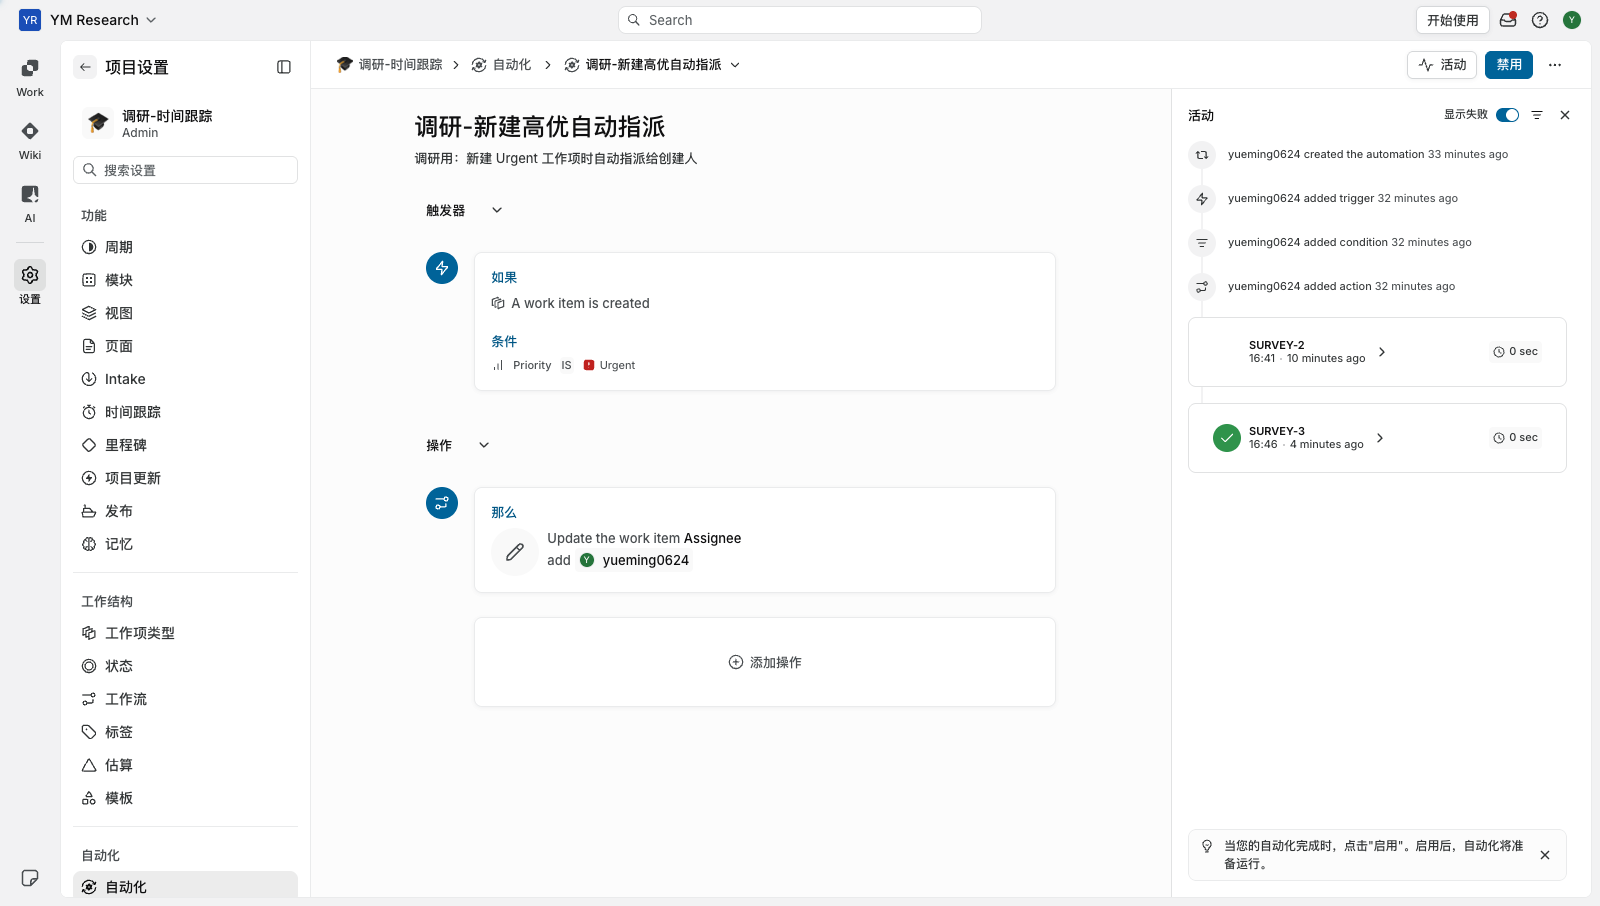 YR YM Research
Search
开始使用
Y
Work
Wiki
AI
设置
项目设置
调研-时间跟踪
Admin
搜索设置
功能
周期
模块
视图
页面
Intake
时间跟踪
里程碑
项目更新
发布
记忆
工作结构
工作项类型
状态
工作流
标签
估算
模板
自动化
自动化
调研-时间跟踪 > 自动化 > 调研-新建高优自动指派
活动
禁用
调研-新建高优自动指派
调研用：新建 Urgent 工作项时自动指派给创建人
触发器
如果
A work item is created
条件
Priority IS Urgent
操作
那么
Update the work item Assignee
add Y yueming0624
添加操作
活动
显示失败
yueming0624 created the automation 33 minutes ago
yueming0624 added trigger 32 minutes ago
yueming0624 added condition 32 minutes ago
yueming0624 added action 32 minutes ago
SURVEY-2
16:41 · 10 minutes ago
0 sec
SURVEY-3
16:46 · 4 minutes ago
0 sec
当您的自动化完成时，点击"启用"。启用后，自动化将准
备运行。